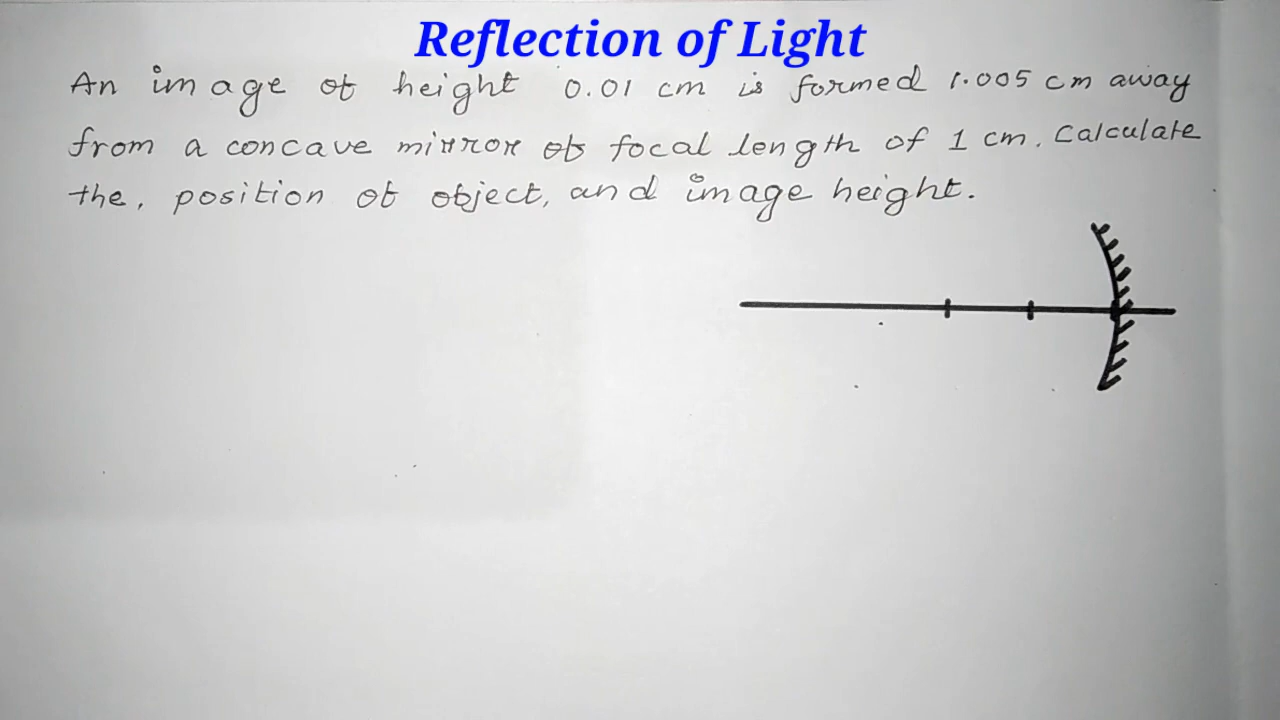 Reflection of Light
An image of height 0.01 cm is formed 1.005 cm away
from a concave mirror of focal length of 1 cm. Calculate
the, position of object, and image height.